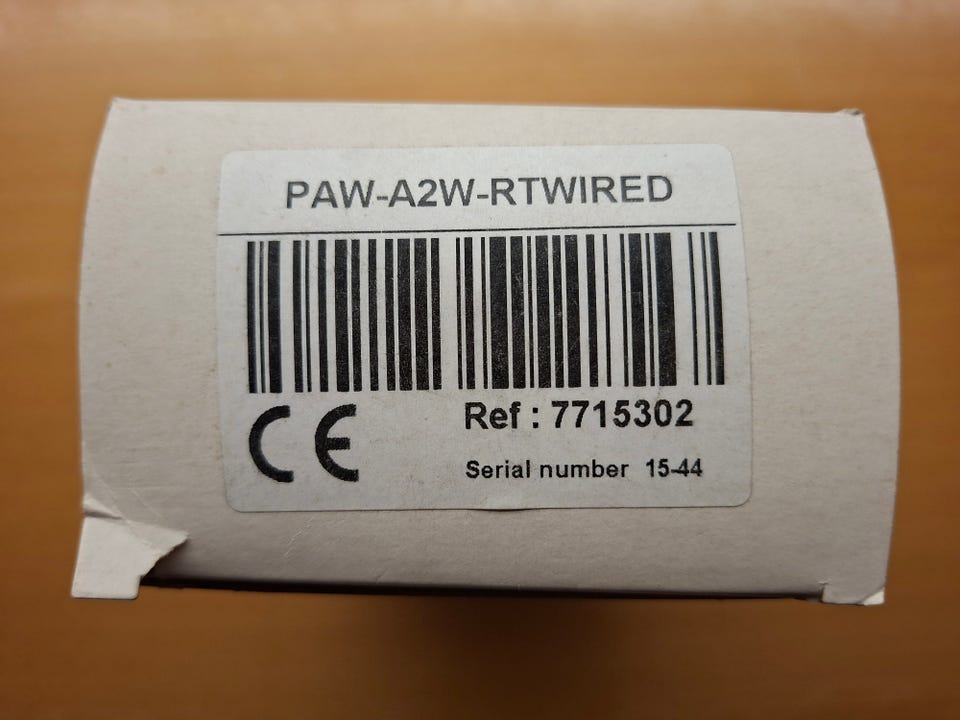 PAW-A2W-RTWIRED
CE
Ref : 7715302
Serial number 15-44